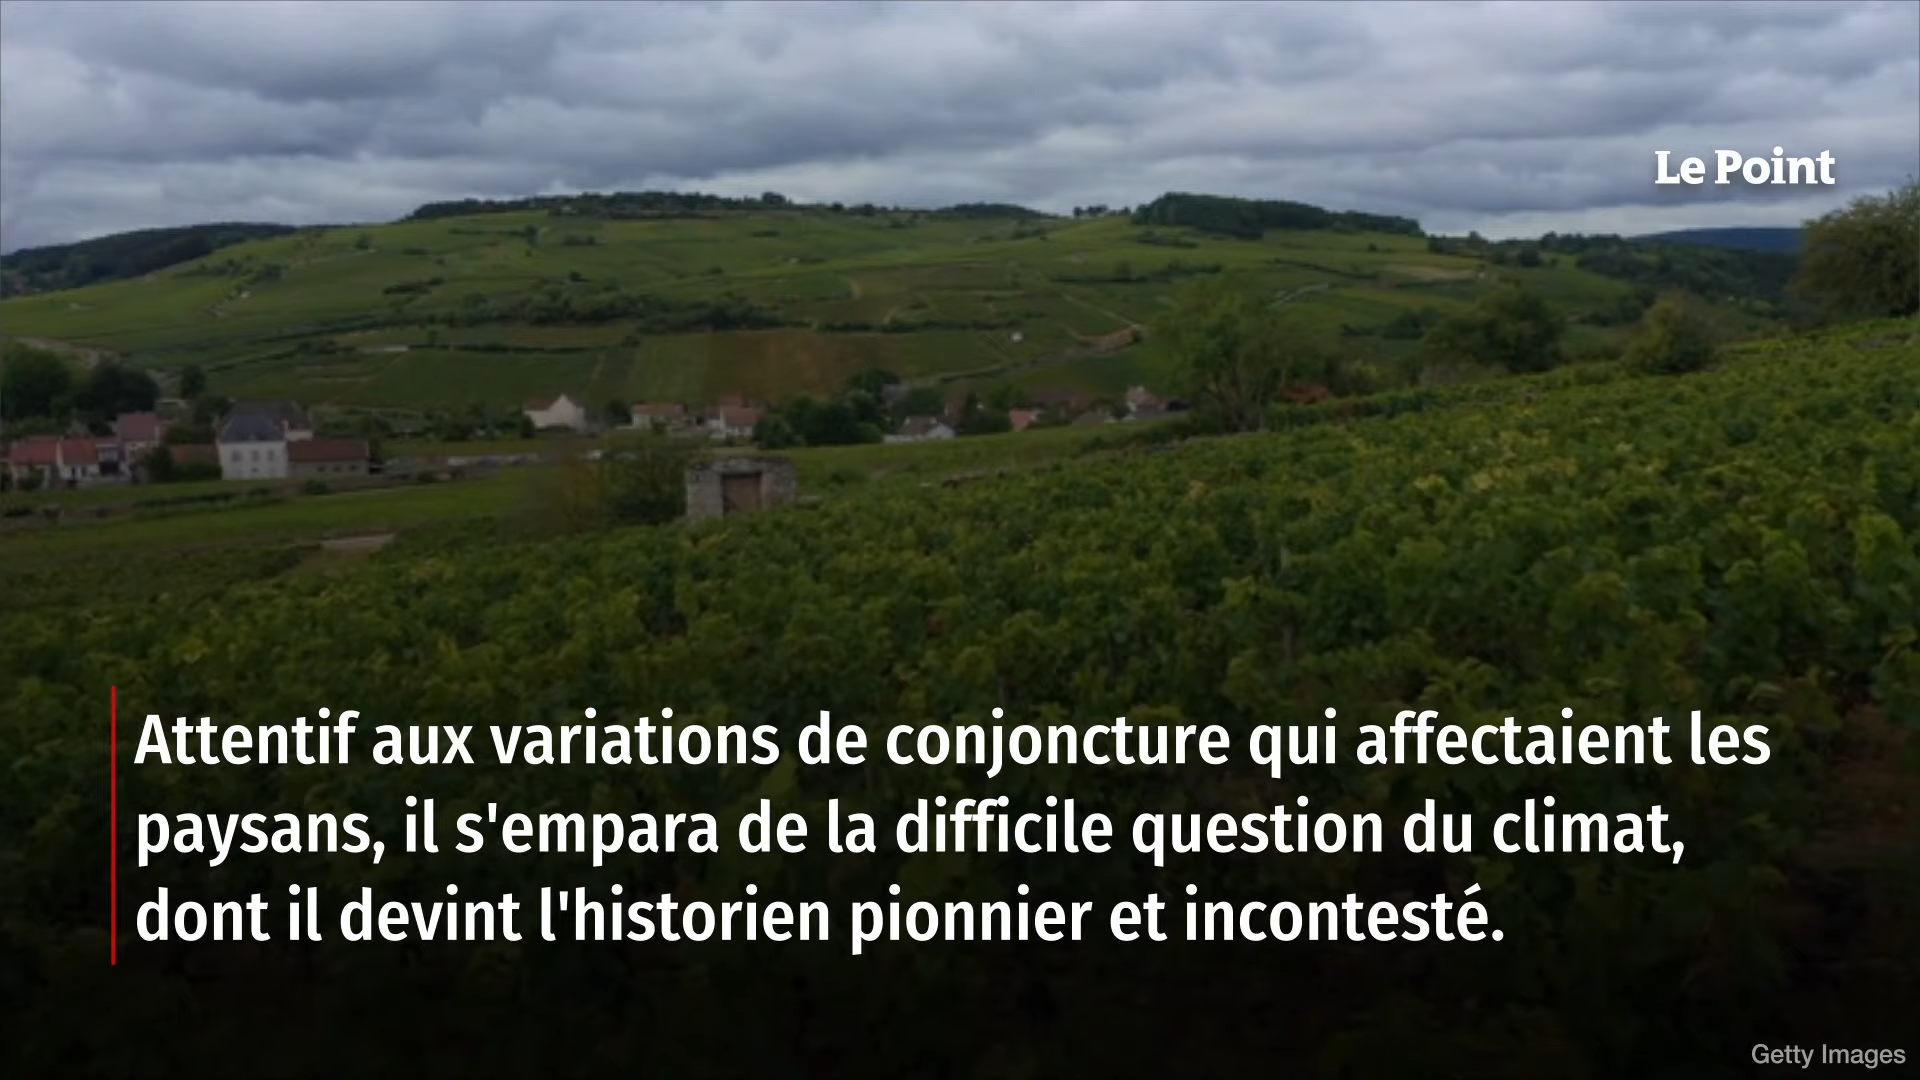 Le Point
Attentif aux variations de conjoncture qui affectaient les
paysans, il s'empara de la difficile question du climat,
dont il devint l'historien pionnier et incontesté.
Getty Images